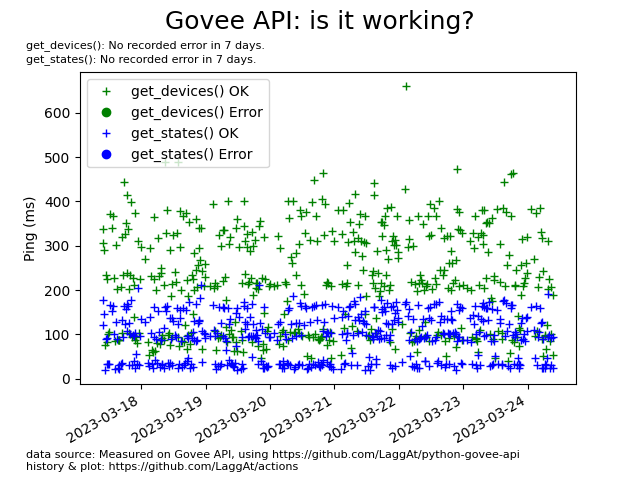 Govee API: is it working?
get_devices(): No recorded error in 7 days.
get_states(): No recorded error in 7 days.
get_devices() OK
get_devices() Error
get_states() OK
get_states() Error
Ping (ms)
600
500
400
300
200
100
0
2023-03-18
2023-03-19
2023-03-20
2023-03-21
2023-03-22
2023-03-23
2023-03-24
data source: Measured on Govee API, using https://github.com/LaggAt/python-govee-api
history & plot: https://github.com/LaggAt/actions